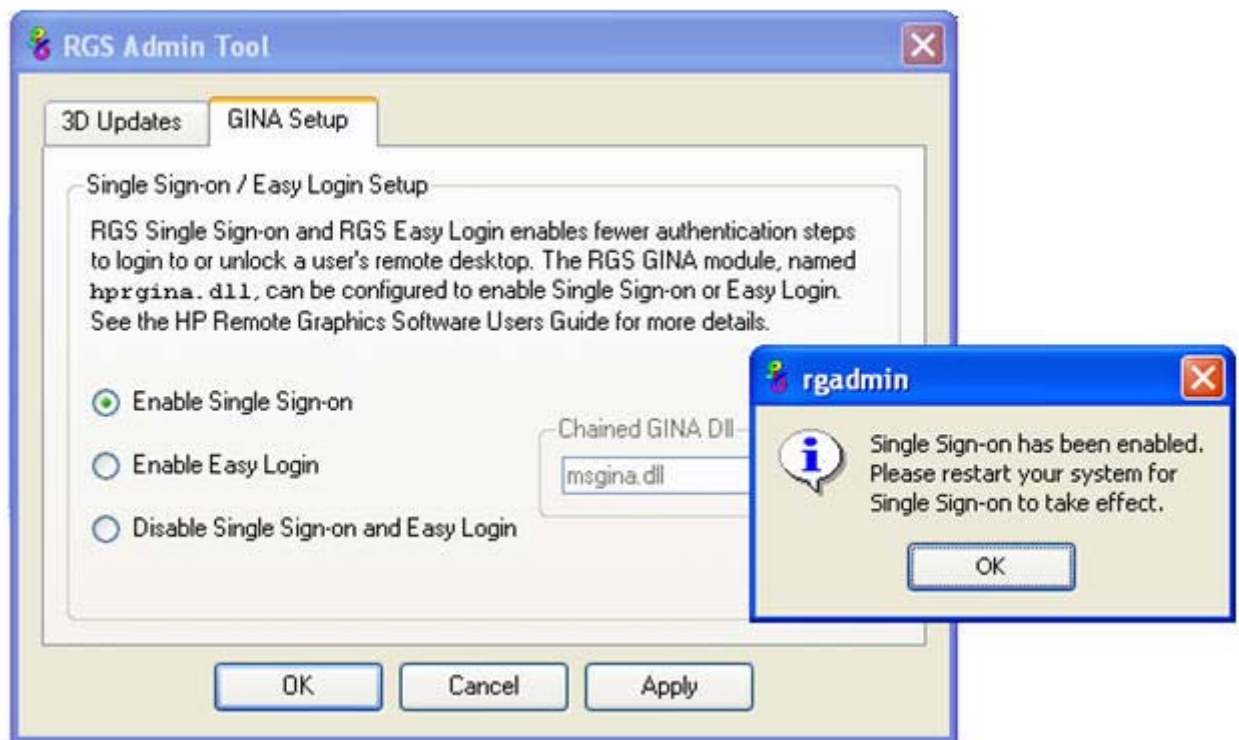 RGS Admin Tool
3D Updates
GINA Setup
Single Sign-on / Easy Login Setup
RGS Single Sign-on and RGS Easy Login enables fewer authentication steps
to login to or unlock a user's remote desktop. The RGS GINA module, named
hprgina.dll, can be configured to enable Single Sign-on or Easy Login.
See the HP Remote Graphics Software Users Guide for more details.
Enable Single Sign-on
Enable Easy Login
Disable Single Sign-on and Easy Login
Chained GINA Dll
msgina.dll
OK
Cancel
Apply
rgadmin
Single Sign-on has been enabled.
Please restart your system for
Single Sign-on to take effect.
OK